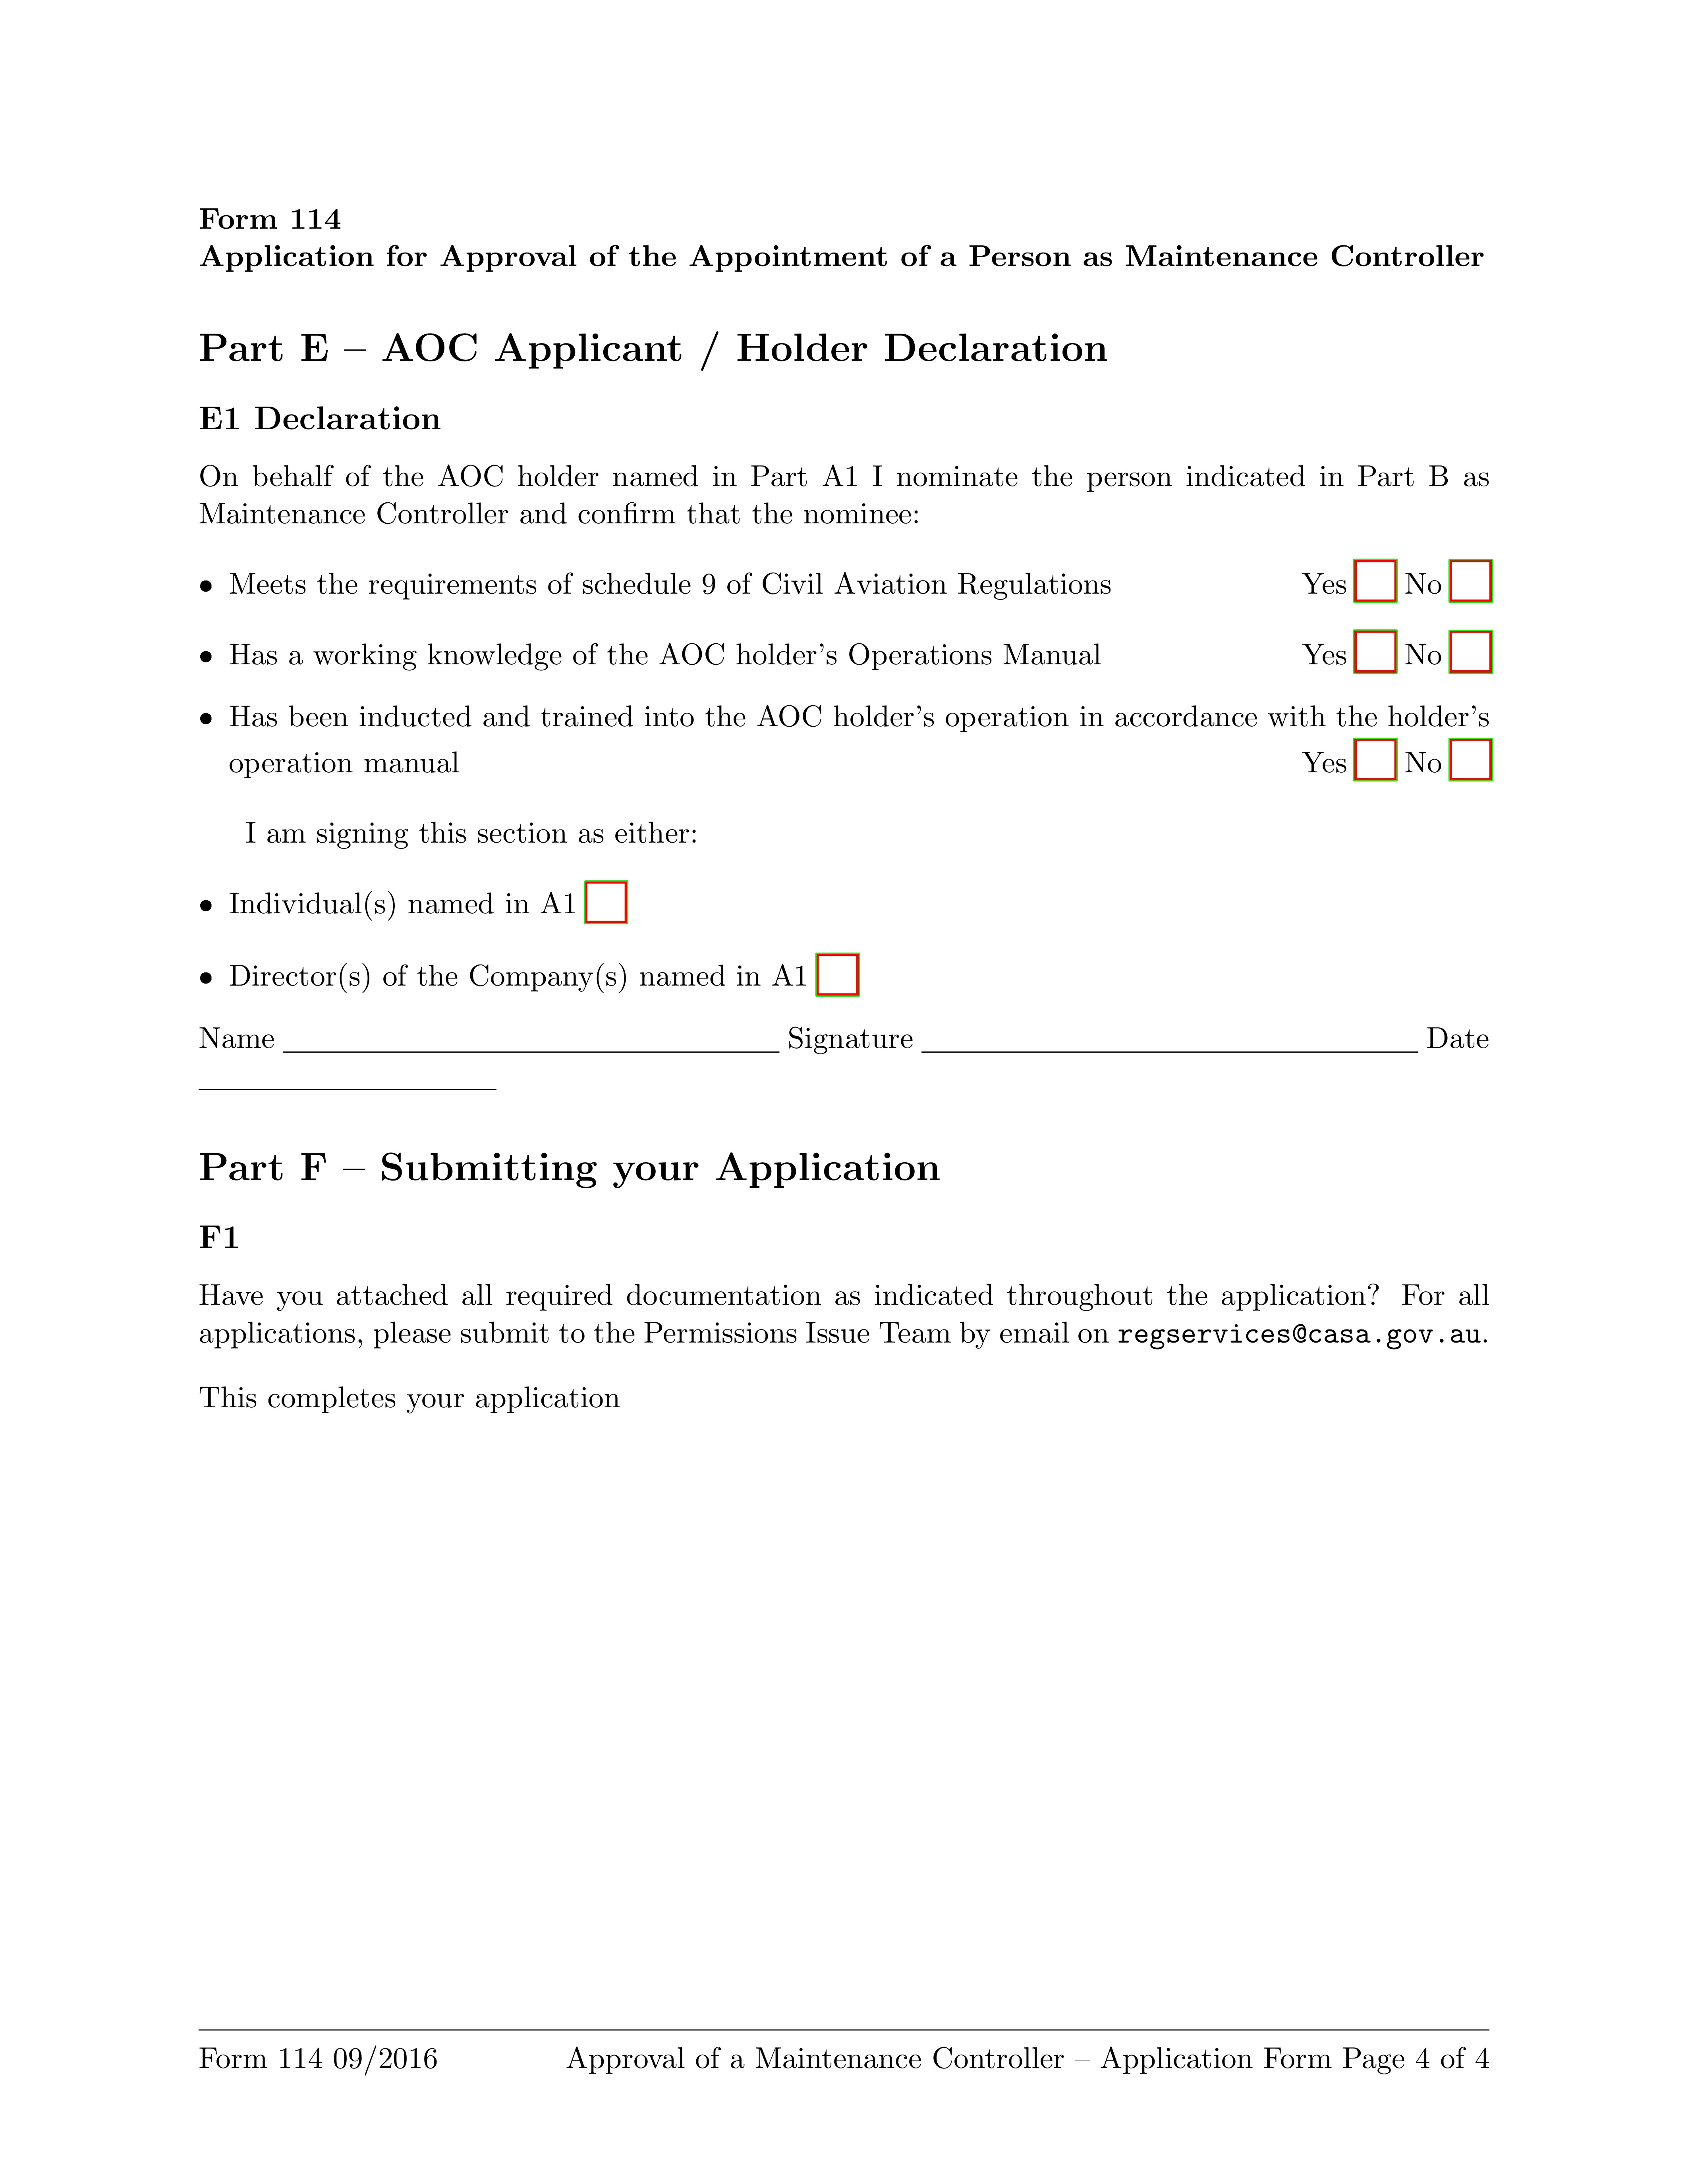 Form 114
Application for Approval of the Appointment of a Person as Maintenance Controller
Part E – AOC Applicant / Holder Declaration
E1 Declaration
On behalf of the AOC holder named in Part A1 I nominate the person indicated in Part B as
Maintenance Controller and confirm that the nominee:
• Meets the requirements of schedule 9 of Civil Aviation Regulations Yes No
• Has a working knowledge of the AOC holder's Operations Manual Yes No
• Has been inducted and trained into the AOC holder's operation in accordance with the holder's
operation manual Yes No
I am signing this section as either:
• Individual(s) named in A1
• Director(s) of the Company(s) named in A1
Name Signature Date
Part F – Submitting your Application
F1
Have you attached all required documentation as indicated throughout the application? For all
applications, please submit to the Permissions Issue Team by email on regservices@casa.gov.au.
This completes your application
Form 114 09/2016 Approval of a Maintenance Controller – Application Form Page 4 of 4